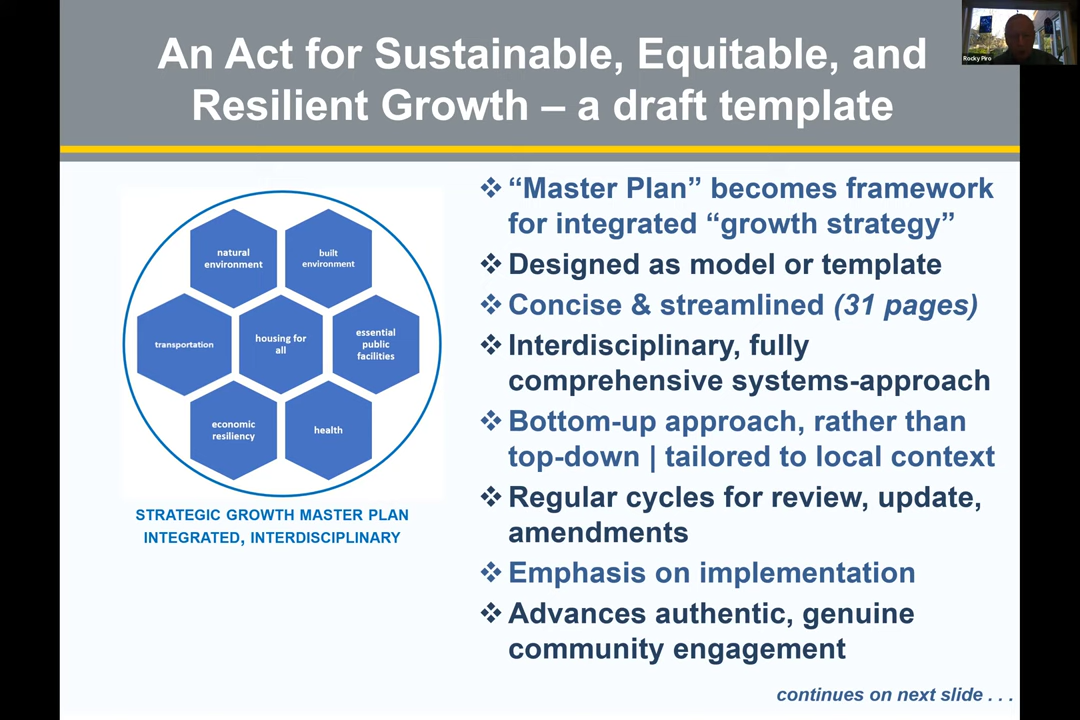 An Act for Sustainable, Equitable, and
Resilient Growth – a draft template
Rocky Piro
natural
environment
built
environment
transportation
housing for
all
essential
public
facilities
economic
resiliency
health
STRATEGIC GROWTH MASTER PLAN
INTEGRATED, INTERDISCIPLINARY
❖ “Master Plan” becomes framework
for integrated “growth strategy”
❖ Designed as model or template
❖ Concise & streamlined (31 pages)
❖ Interdisciplinary, fully
comprehensive systems-approach
❖ Bottom-up approach, rather than
top-down | tailored to local context
❖ Regular cycles for review, update,
amendments
❖ Emphasis on implementation
❖ Advances authentic, genuine
community engagement
continues on next slide . . .